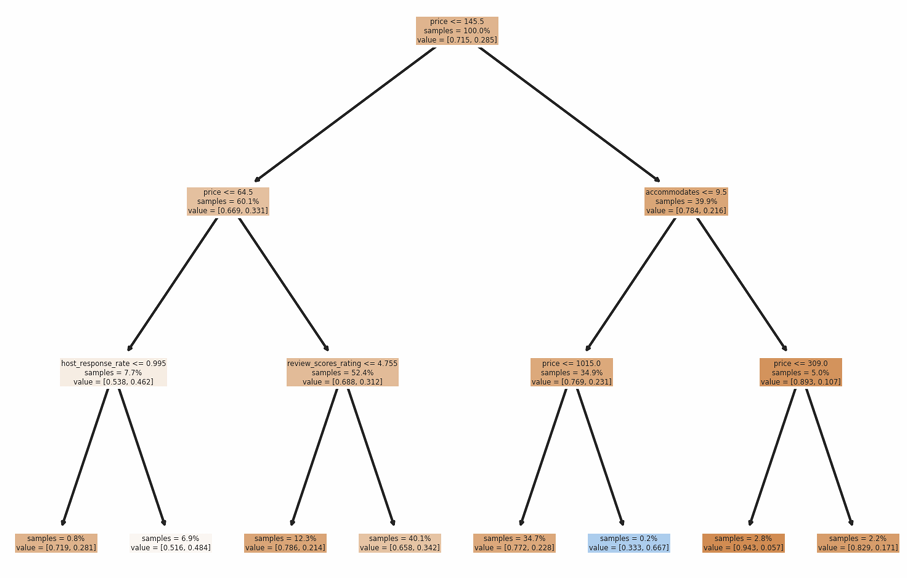 price <= 145.5
samples = 100.0%
value = [0.715, 0.285]
price <= 64.5
samples = 60.1%
value = [0.669, 0.331]
accommodates <= 9.5
samples = 39.9%
value = [0.784, 0.216]
host_response_rate <= 0.995
samples = 7.7%
value = [0.538, 0.462]
review_scores_rating <= 4.755
samples = 52.4%
value = [0.688, 0.312]
price <= 1015.0
samples = 34.9%
value = [0.769, 0.231]
price <= 309.0
samples = 5.0%
value = [0.893, 0.107]
samples = 0.8%
value = [0.719, 0.281]
samples = 6.9%
value = [0.516, 0.484]
samples = 12.3%
value = [0.786, 0.214]
samples = 40.1%
value = [0.658, 0.342]
samples = 34.7%
value = [0.772, 0.228]
samples = 0.2%
value = [0.333, 0.667]
samples = 2.8%
value = [0.943, 0.057]
samples = 2.2%
value = [0.829, 0.171]